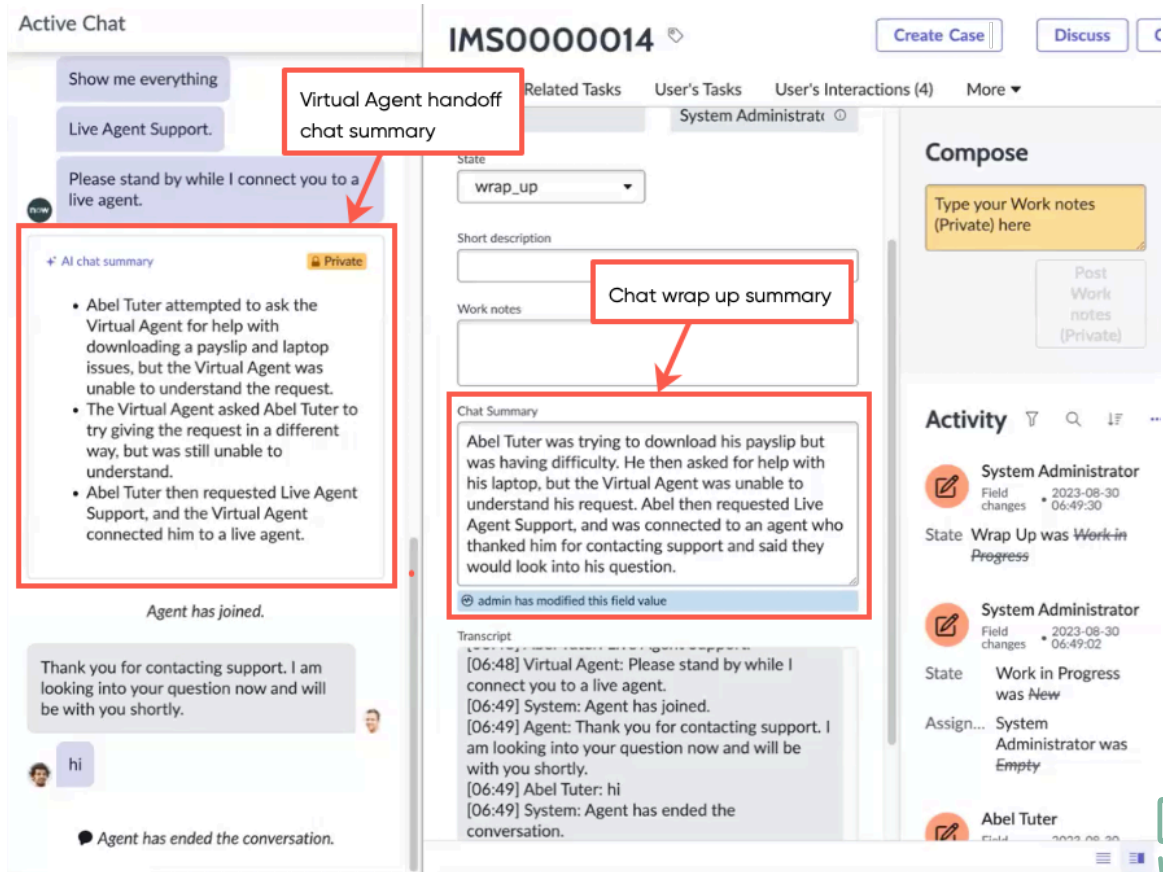 Active Chat
Show me everything
Live Agent Support.
Please stand by while I connect you to a
live agent.
now
Virtual Agent handoff
chat summary
AI chat summary
Private
• Abel Tuter attempted to ask the
Virtual Agent for help with
downloading a payslip and laptop
issues, but the Virtual Agent was
unable to understand the request.
• The Virtual Agent asked Abel Tuter to
try giving the request in a different
way, but was still unable to
understand.
• Abel Tuter then requested Live Agent
Support, and the Virtual Agent
connected him to a live agent.
Agent has joined.
Thank you for contacting support. I am
looking into your question now and will
be with you shortly.
hi
Agent has ended the conversation.
IMS0000014
Create Case
Discuss
Related Tasks
User's Tasks
User's Interactions (4)
More
System Administrat
State
wrap_up
Short description
Work notes
Chat wrap up summary
Chat Summary
Abel Tuter was trying to download his payslip but
was having difficulty. He then asked for help with
his laptop, but the Virtual Agent was unable to
understand his request. Abel then requested Live
Agent Support, and was connected to an agent who
thanked him for contacting support and said they
would look into his question.
admin has modified this field value
Transcript
[06:48] Virtual Agent: Please stand by while I
connect you to a live agent.
[06:49] System: Agent has joined.
[06:49] Agent: Thank you for contacting support. I
am looking into your question now and will be
with you shortly.
[06:49] Abel Tuter: hi
[06:49] System: Agent has ended the
conversation.
Compose
Type your Work notes
(Private) here
Post
Work
notes
(Private)
Activity
System Administrator
Field
changes
• 2023-08-30
06:49:30
State Wrap Up was Work in
Progress
System Administrator
Field
changes
• 2023-08-30
06:49:02
State Work in Progress
was New
Assign... System
Administrator was
Empty
Abel Tuter